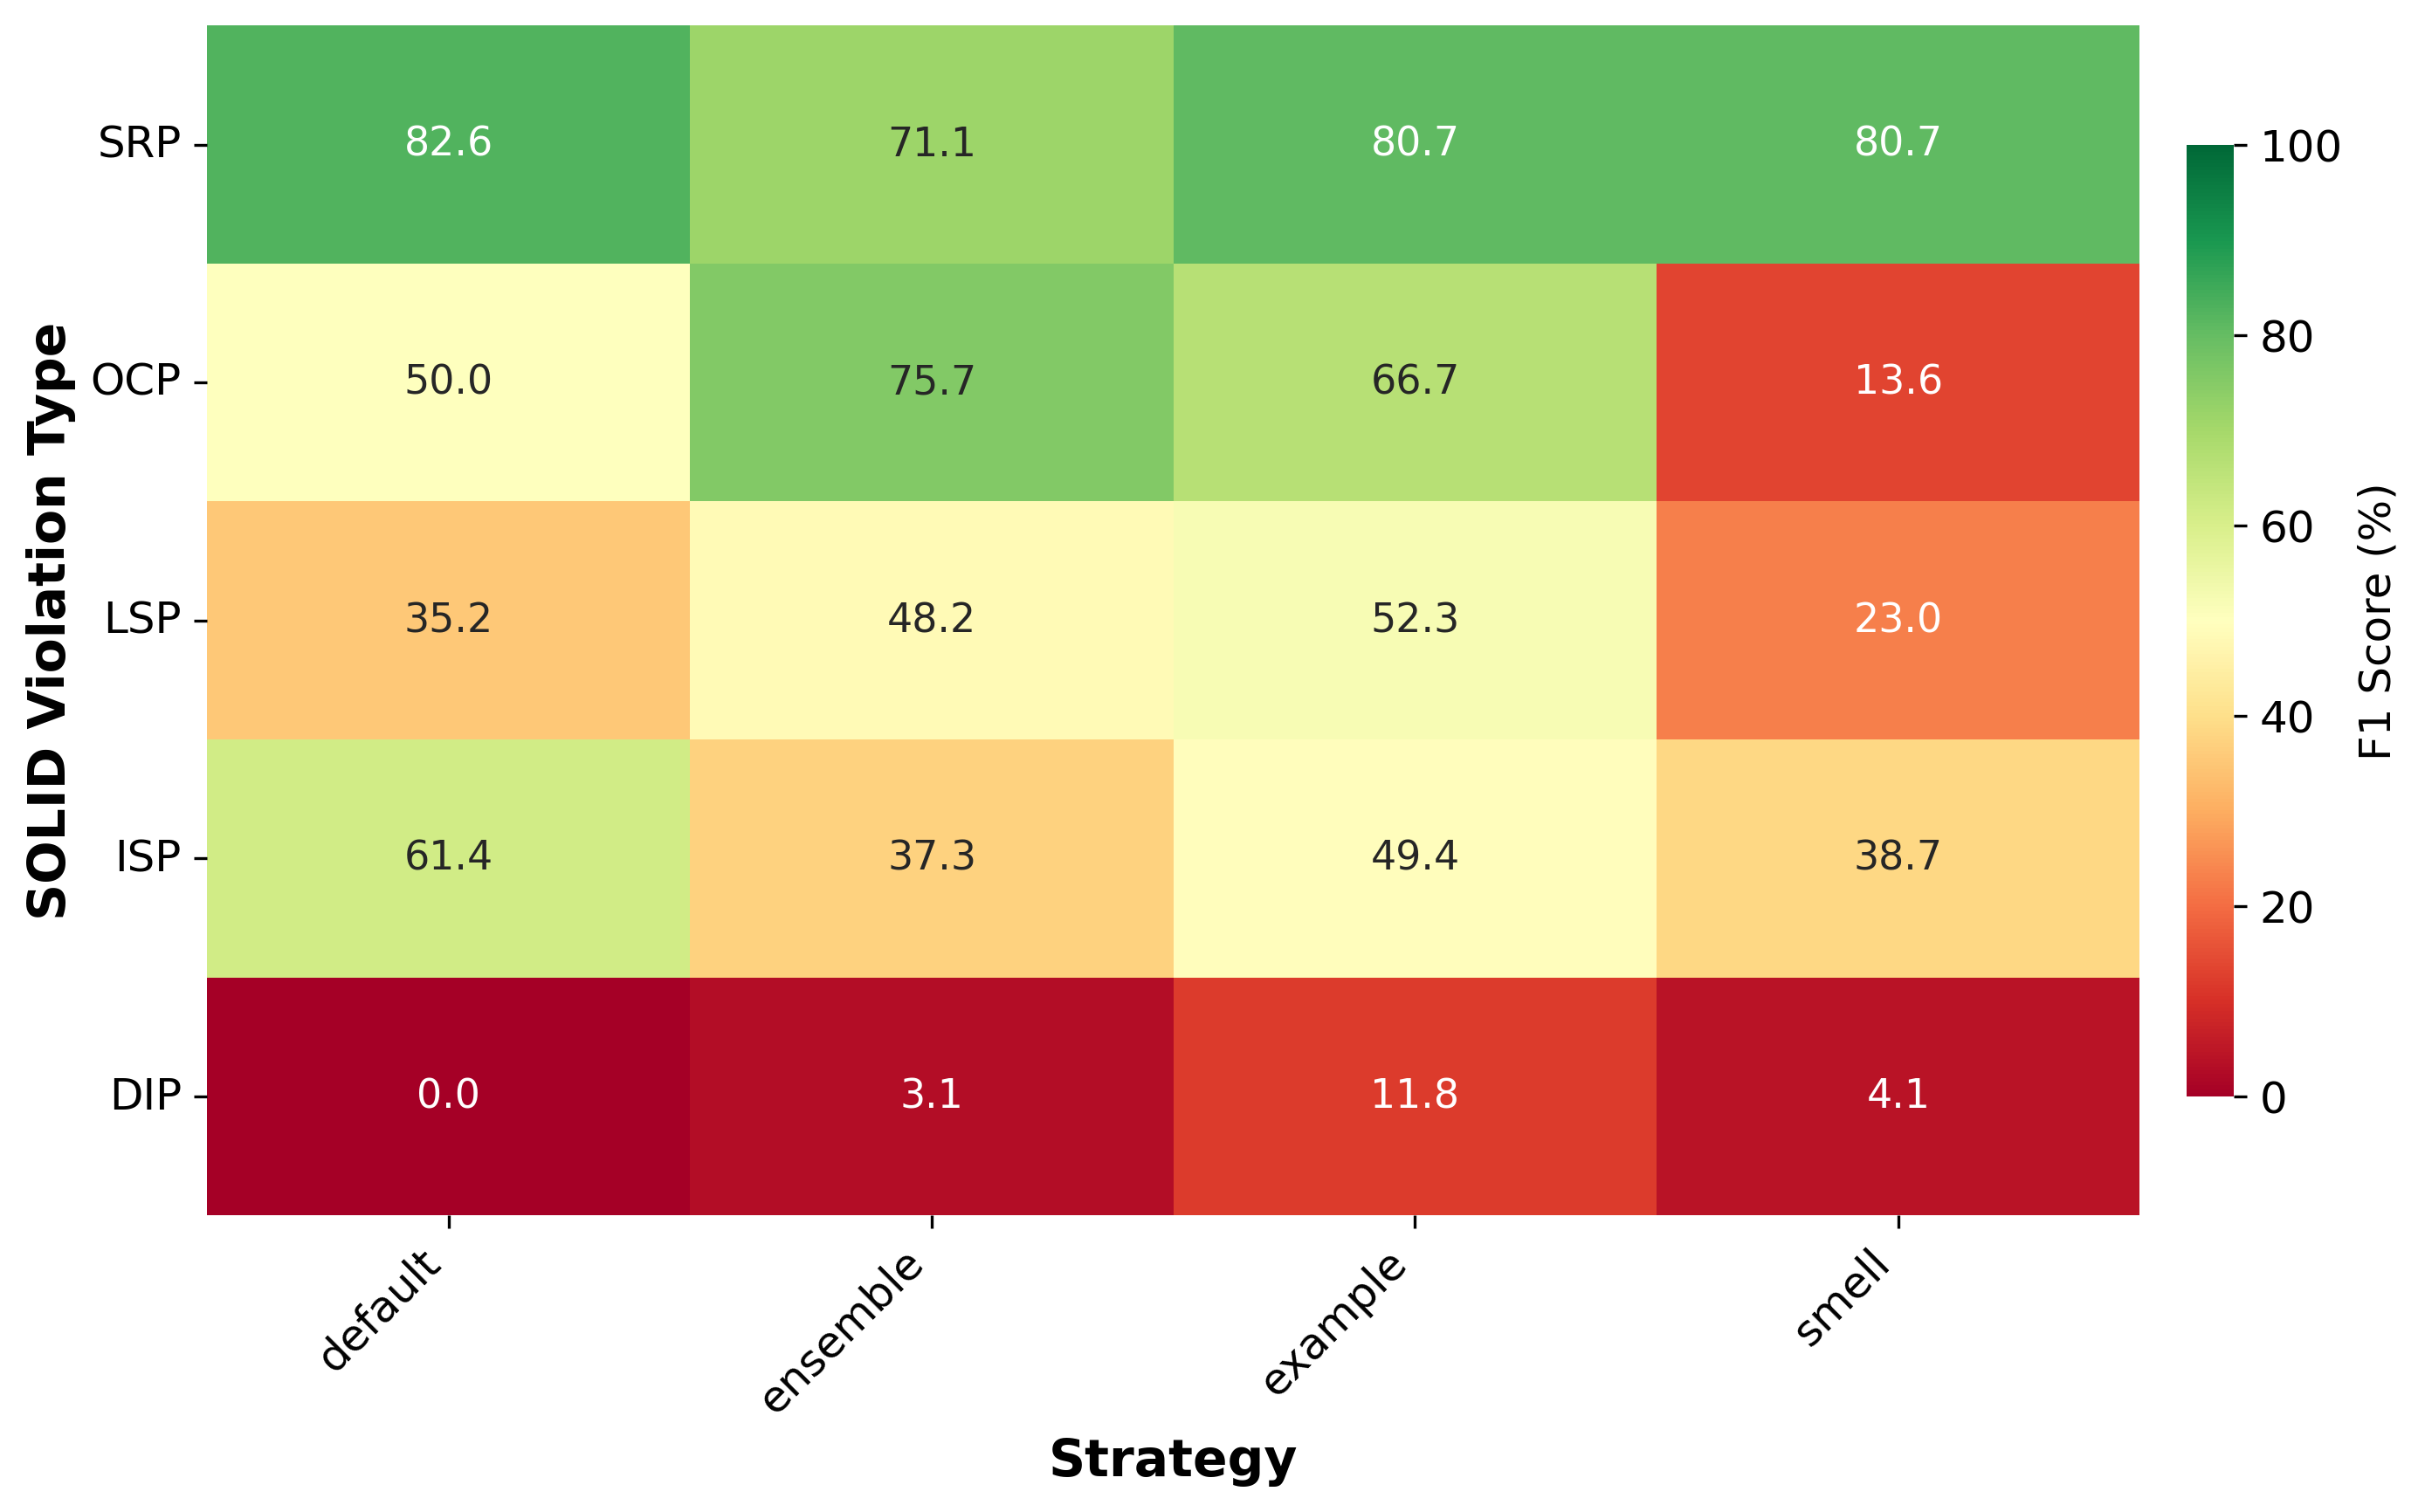 SOLID Violation Type
SRP 82.6 71.1 80.7 80.7
OCP 50.0 75.7 66.7 13.6
LSP 35.2 48.2 52.3 23.0
ISP 61.4 37.3 49.4 38.7
DIP 0.0 3.1 11.8 4.1
default ensemble example smell
Strategy
100
80
60
40
20
0
F1 Score (%)